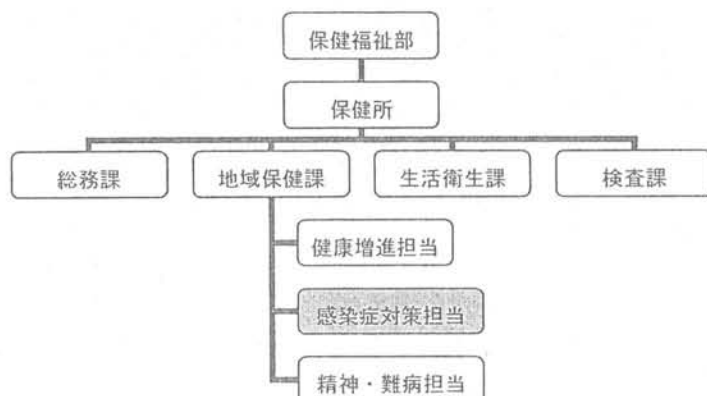 保健福祉部
保健所
総務課
地域保健課
生活衛生課
検査課
健康増進担当
感染症対策担当
精神・難病担当